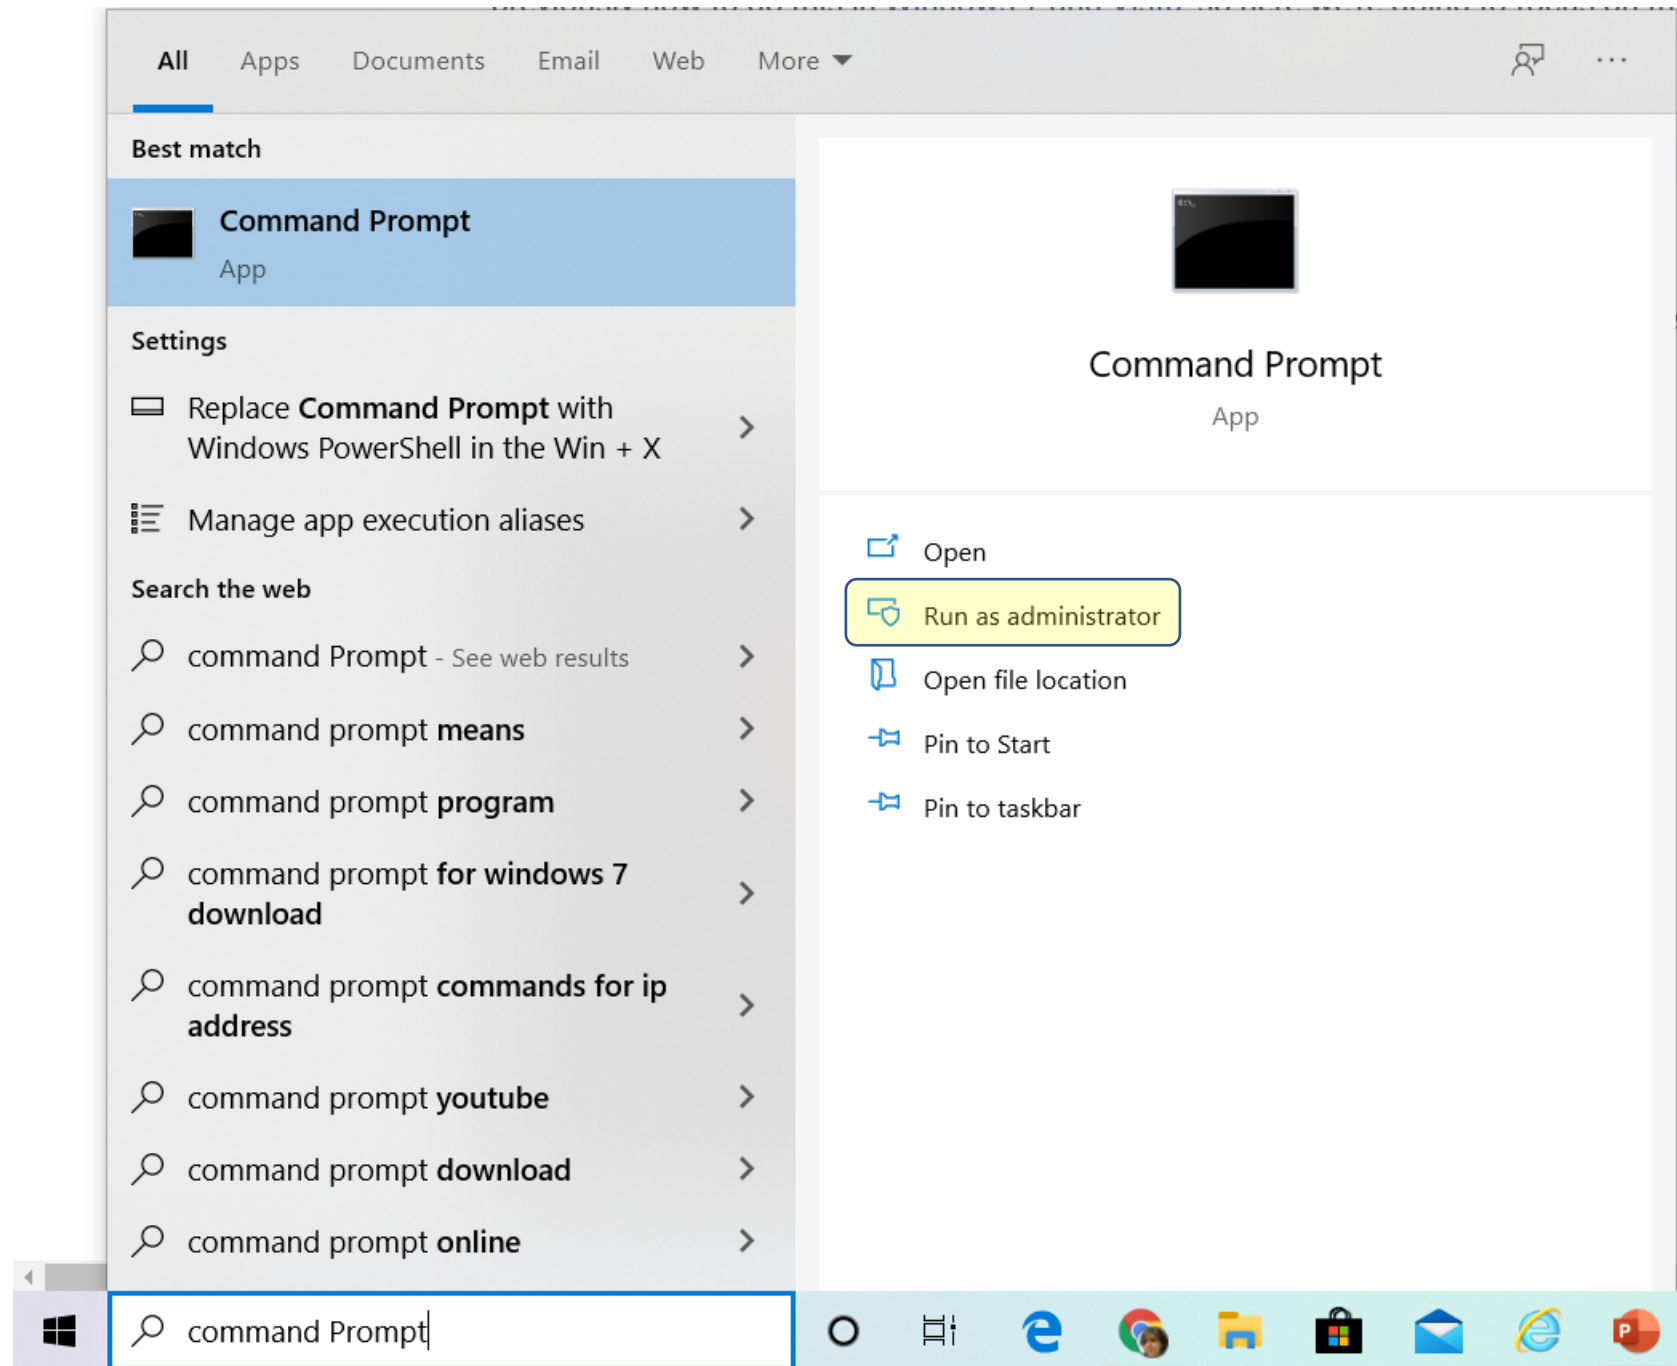 All Apps Documents Email Web More
Best match
Command Prompt
App
Settings
Replace Command Prompt with
Windows PowerShell in the Win + X
Manage app execution aliases
Search the web
command Prompt - See web results
command prompt means
command prompt program
command prompt for windows 7
download
command prompt commands for ip
address
command prompt youtube
command prompt download
command prompt online
command Prompt
Command Prompt
App
Open
Run as administrator
Open file location
Pin to Start
Pin to taskbar